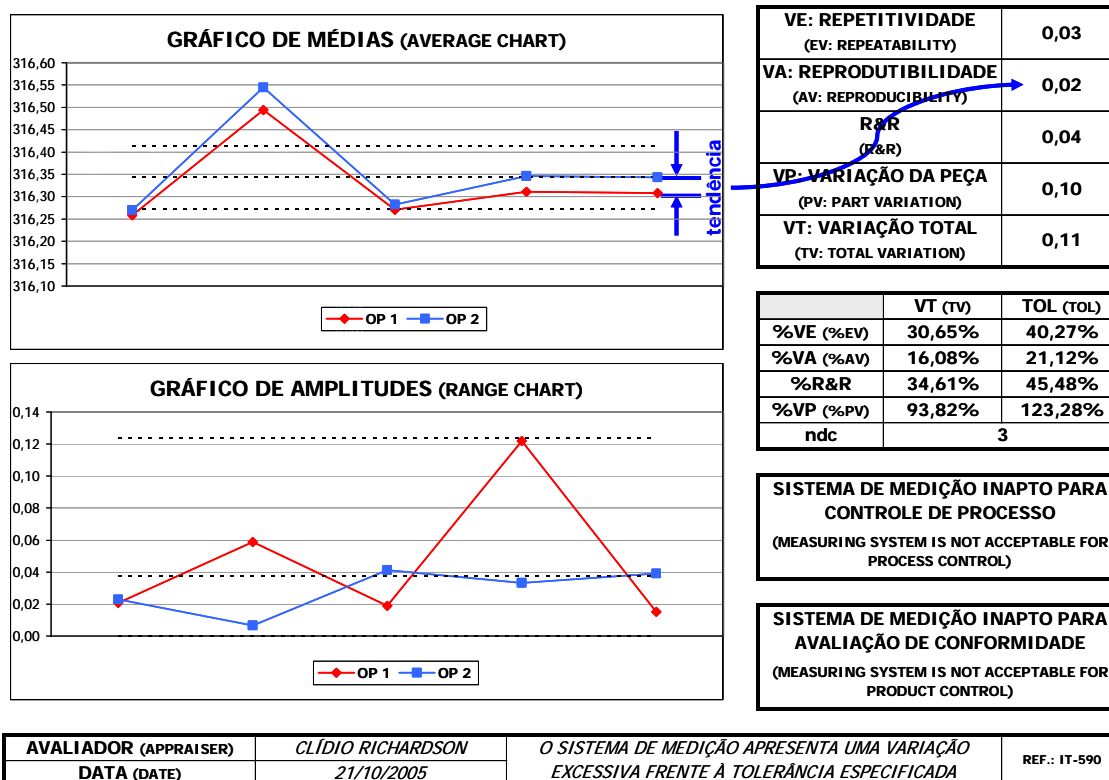 GRÁFICO DE MÉDIAS (AVERAGE CHART)
316,60
316,55
316,50
316,45
316,40
316,35
316,30
316,25
316,20
316,15
316,10
tendência
OP 1 OP 2
GRÁFICO DE AMPLITUDES (RANGE CHART)
0,14
0,12
0,10
0,08
0,06
0,04
0,02
0,00
OP 1 OP 2
VE: REPETITIVIDADE
(EV: REPEATABILITY)
0,03
VA: REPRODUTIBILIDADE
(AV: REPRODUCIBILITY)
0,02
R&R
(R&R)
0,04
VP: VARIAÇÃO DA PEÇA
(PV: PART VARIATION)
0,10
VT: VARIAÇÃO TOTAL
(TV: TOTAL VARIATION)
0,11
VT (TV) TOL (TOL)
%VE (%EV) 30,65% 40,27%
%VA (%AV) 16,08% 21,12%
%R&R 34,61% 45,48%
%VP (%PV) 93,82% 123,28%
ndc 3
SISTEMA DE MEDIÇÃO INAPTO PARA
CONTROLE DE PROCESSO
(MEASURING SYSTEM IS NOT ACCEPTABLE FOR
PROCESS CONTROL)
SISTEMA DE MEDIÇÃO INAPTO PARA
AVALIAÇÃO DE CONFORMIDADE
(MEASURING SYSTEM IS NOT ACCEPTABLE FOR
PRODUCT CONTROL)
AVALIADOR (APPRAISER) CLÍDIO RICHARDSON
DATA (DATE) 21/10/2005
O SISTEMA DE MEDIÇÃO APRESENTA UMA VARIAÇÃO
EXCESSIVA FRENTE À TOLERÂNCIA ESPECIFICADA
REF.: IT-590